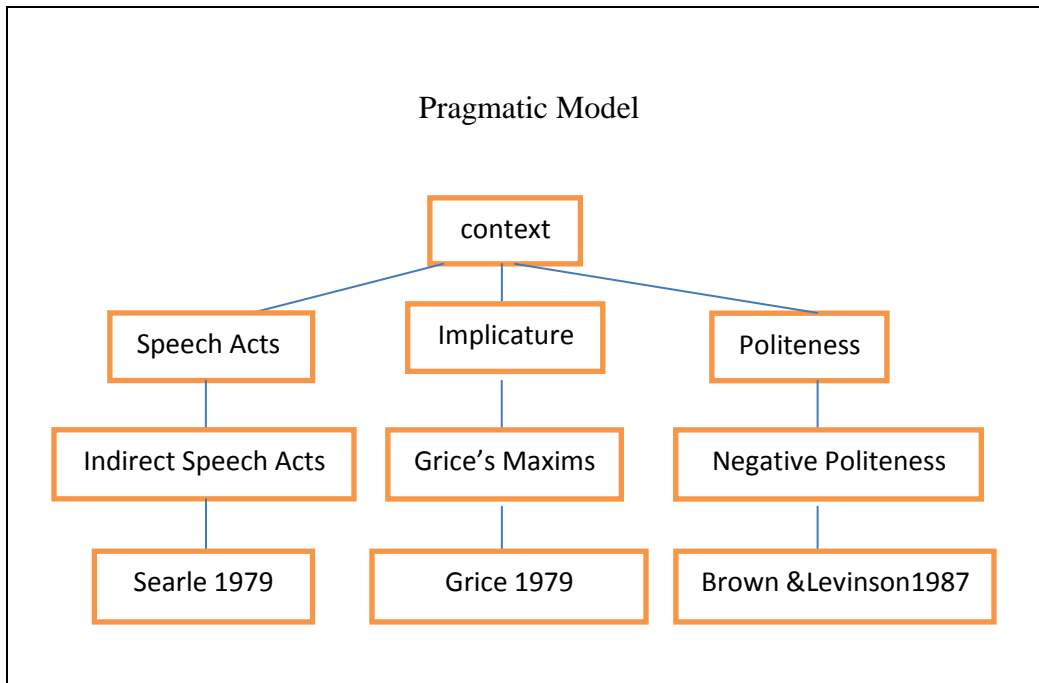 Pragmatic Model
context
Speech Acts
Implicature
Politeness
Indirect Speech Acts
Grice’s Maxims
Negative Politeness
Searle 1979
Grice 1979
Brown &Levinson1987